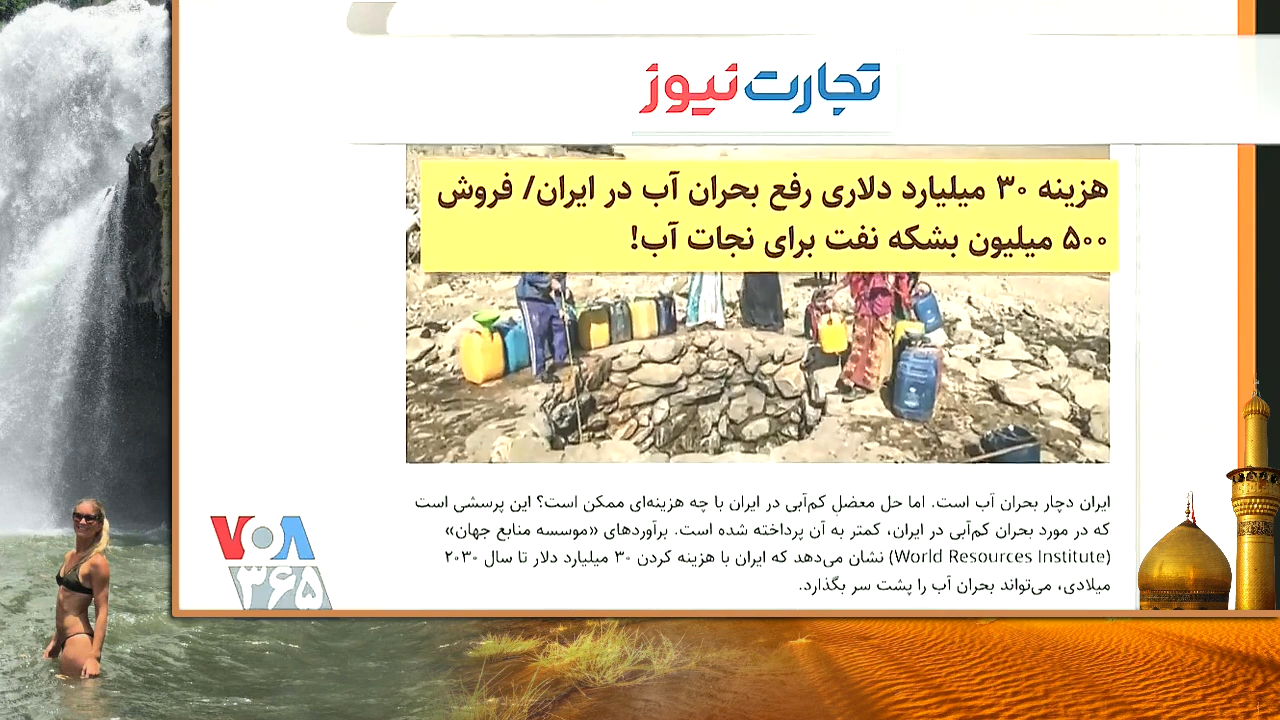 تجارت‌نیوز
هزینه ۳۰ میلیارد دلاری رفع بحران آب در ایران/ فروش
۵۰۰ میلیون بشکه نفت برای نجات آب!
ایران دچار بحران آب است. اما حل معضلِ کم‌آبی در ایران با چه هزینه‌ای ممکن است؟ این پرسشی است
که در مورد بحران کم‌آبی در ایران، کمتر به آن پرداخته شده است. برآوردهای «موسسه منابع جهان»
(World Resources Institute) نشان می‌دهد که ایران با هزینه کردن ۳۰ میلیارد دلار تا سال ۲۰۳۰
میلادی، می‌تواند بحران آب را پشت سر بگذارد.
VOA
۳۶۵